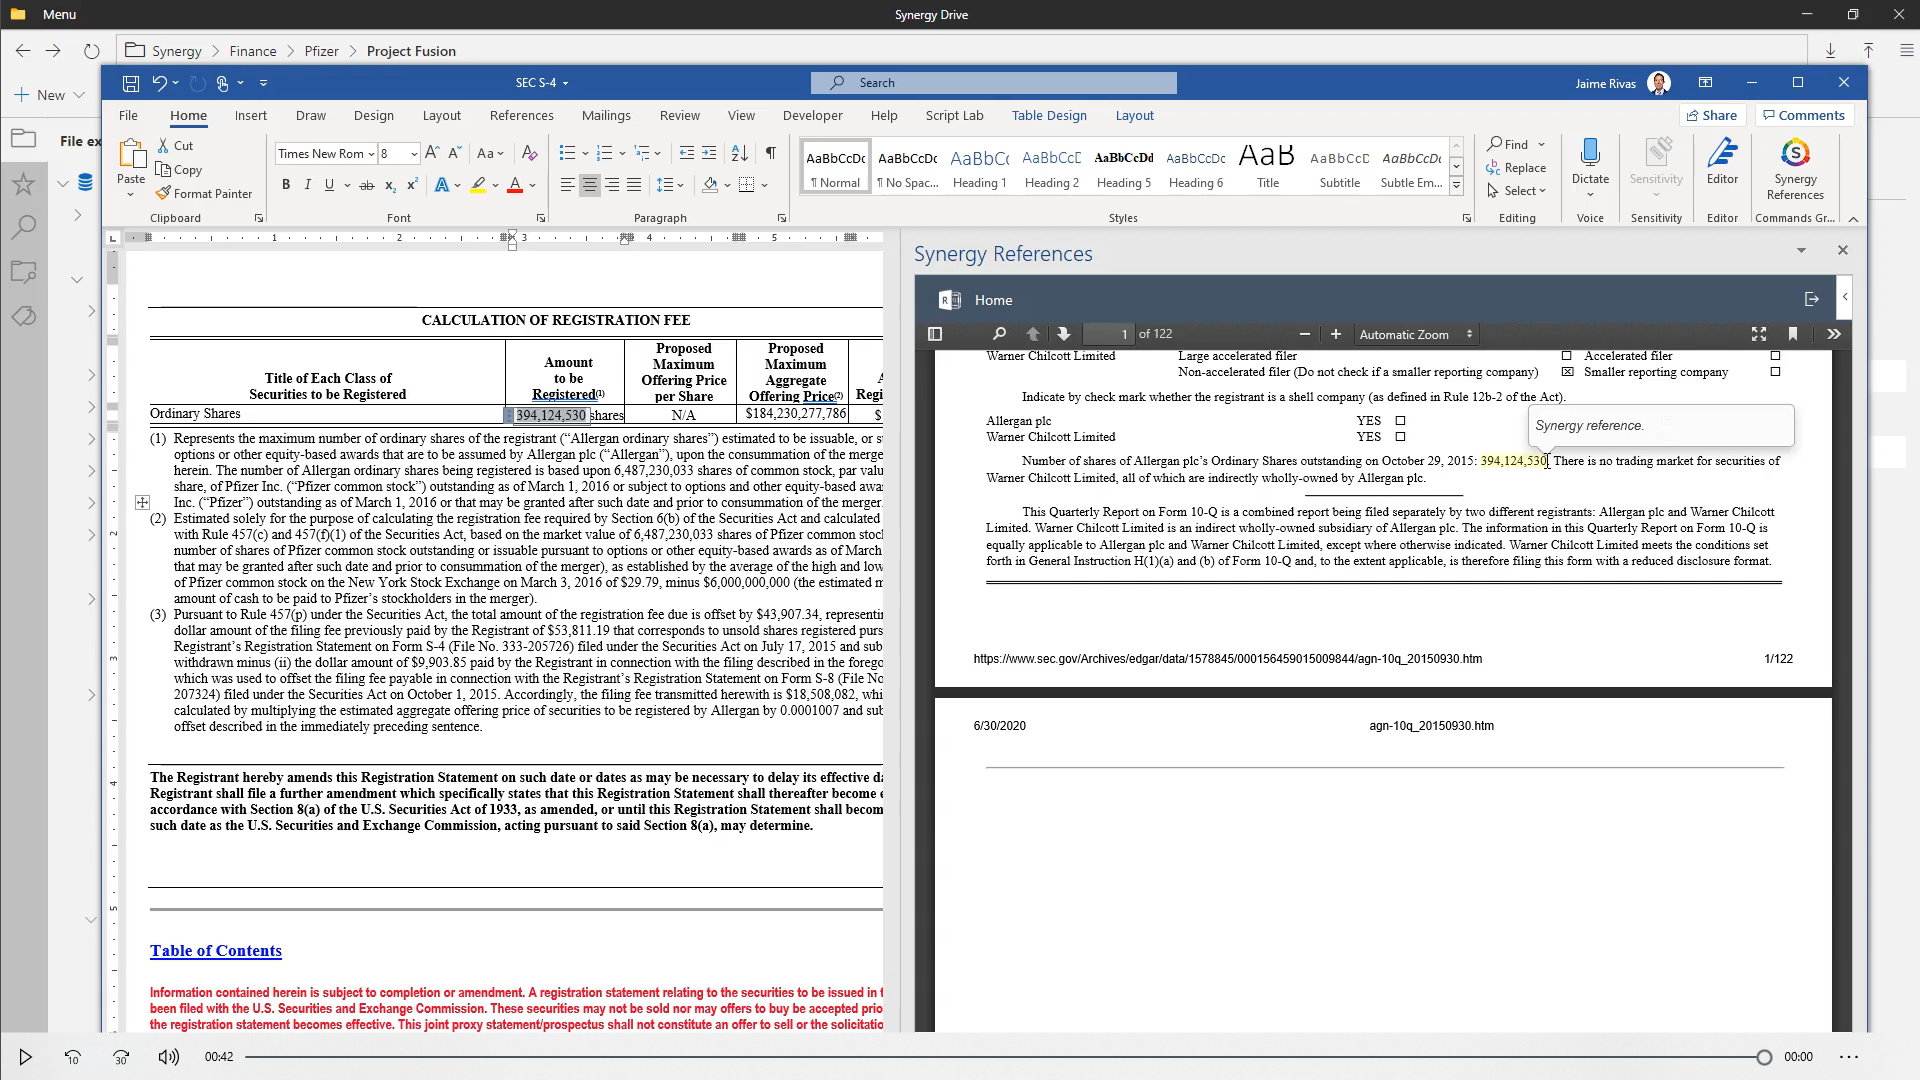 Menu
Synergy Drive
Synergy
Finance
Pfizer
Project Fusion
New
File ex
SEC S-4
Search
Jaime Rivas
File
Home
Insert
Draw
Design
Layout
References
Mailings
Review
View
Developer
Help
Script Lab
Table Design
Layout
Share
Comments
Paste
Cut
Copy
Format Painter
Clipboard
Times New Rom
8
Aa
B I U ab x₂ x²
A
A
Font
Paragraph
AaBbCcDc
¶ Normal
AaBbCcDc
¶ No Spac...
AaBbC(
Heading 1
AaBbCcE
Heading 2
AaBbCcDd
Heading 5
AaBbCcDc
Heading 6
AaB
Title
AaBbCcC
Subtitle
AaBbCcD(
Subtle Em...
Styles
Find
Replace
Select
Editing
Dictate
Voice
Sensitivity
Sensitivity
Editor
Editor
Synergy
References
Commands Gr...
L
1 2 3 4 5
2
3
4
5
CALCULATION OF REGISTRATION FEE
Title of Each Class of
Securities to be Registered
Amount
to be
Registered(1)
Proposed
Maximum
Offering Price
per Share
Proposed
Maximum
Aggregate
Offering Price(2)
A
Regi
Ordinary Shares
394,124,530 shares
N/A
$184,230,277,786
$
(1) Represents the maximum number of ordinary shares of the registrant (“Allergan ordinary shares”) estimated to be issuable, or su
options or other equity-based awards that are to be assumed by Allergan plc (“Allergan”), upon the consummation of the merge
herein. The number of Allergan ordinary shares being registered is based upon 6,487,230,033 shares of common stock, par valu
share, of Pfizer Inc. (“Pfizer common stock”) outstanding as of March 1, 2016 or subject to options and other equity-based awar
Inc. (“Pfizer”) outstanding as of March 1, 2016 or that may be granted after such date and prior to consummation of the merger
(2) Estimated solely for the purpose of calculating the registration fee required by Section 6(b) of the Securities Act and calculated
with Rule 457(c) and 457(f)(1) of the Securities Act, based on the market value of 6,487,230,033 shares of Pfizer common stoc
number of shares of Pfizer common stock outstanding or issuable pursuant to options or other equity-based awards as of March
that may be granted after such date and prior to consummation of the merger), as established by the average of the high and low
of Pfizer common stock on the New York Stock Exchange on March 3, 2016 of $29.79, minus $6,000,000,000 (the estimated m
amount of cash to be paid to Pfizer’s stockholders in the merger).
(3) Pursuant to Rule 457(p) under the Securities Act, the total amount of the registration fee due is offset by $43,907.34, representin
dollar amount of the filing fee previously paid by the Registrant of $53,811.19 that corresponds to unsold shares registered purs
Registrant’s Registration Statement on Form S-4 (File No. 333-205726) filed under the Securities Act on July 17, 2015 and sub
withdrawn minus (ii) the dollar amount of $9,903.85 paid by the Registrant in connection with the filing described in the forego
which was used to offset the filing fee payable in connection with the Registrant’s Registration Statement on Form S-8 (File No
207324) filed under the Securities Act on October 1, 2015. Accordingly, the filing fee transmitted herewith is $18,508,082, whi
calculated by multiplying the estimated aggregate offering price of securities to be registered by Allergan by 0.0001007 and sub
offset described in the immediately preceding sentence.
The Registrant hereby amends this Registration Statement on such date or dates as may be necessary to delay its effective da
Registrant shall file a further amendment which specifically states that this Registration Statement shall thereafter become e
accordance with Section 8(a) of the U.S. Securities Act of 1933, as amended, or until this Registration Statement shall becom
such date as the U.S. Securities and Exchange Commission, acting pursuant to said Section 8(a), may determine.
Table of Contents
Information contained herein is subject to completion or amendment. A registration statement relating to the securities to be issued in t
been filed with the U.S. Securities and Exchange Commission. These securities may not be sold nor may offers to buy be accepted prio
the registration statement becomes effective. This joint proxy statement/prospectus shall not constitute an offer to sell or the solicitatio
Synergy References
R
Home
1 of 122
Automatic Zoom
Warner Chilcott Limited Large accelerated filer ☐ Accelerated filer ☐
Non-accelerated filer (Do not check if a smaller reporting company) ☒ Smaller reporting company ☐
Indicate by check mark whether the registrant is a shell company (as defined in Rule 12b-2 of the Act).
Allergan plc YES ☐
Warner Chilcott Limited YES ☐
Synergy reference.
Number of shares of Allergan plc’s Ordinary Shares outstanding on October 29, 2015: 394,124,530. There is no trading market for securities of
Warner Chilcott Limited, all of which are indirectly wholly-owned by Allergan plc.
This Quarterly Report on Form 10-Q is a combined report being filed separately by two different registrants: Allergan plc and Warner Chilcott
Limited. Warner Chilcott Limited is an indirect wholly-owned subsidiary of Allergan plc. The information in this Quarterly Report on Form 10-Q is
equally applicable to Allergan plc and Warner Chilcott Limited, except where otherwise indicated. Warner Chilcott Limited meets the conditions set
forth in General Instruction H(1)(a) and (b) of Form 10-Q and, to the extent applicable, is therefore filing this form with a reduced disclosure format.
https://www.sec.gov/Archives/edgar/data/1578845/000156459015009844/agn-10q_20150930.htm 1/122
6/30/2020 agn-10q_20150930.htm
10
30
00:42
00:00